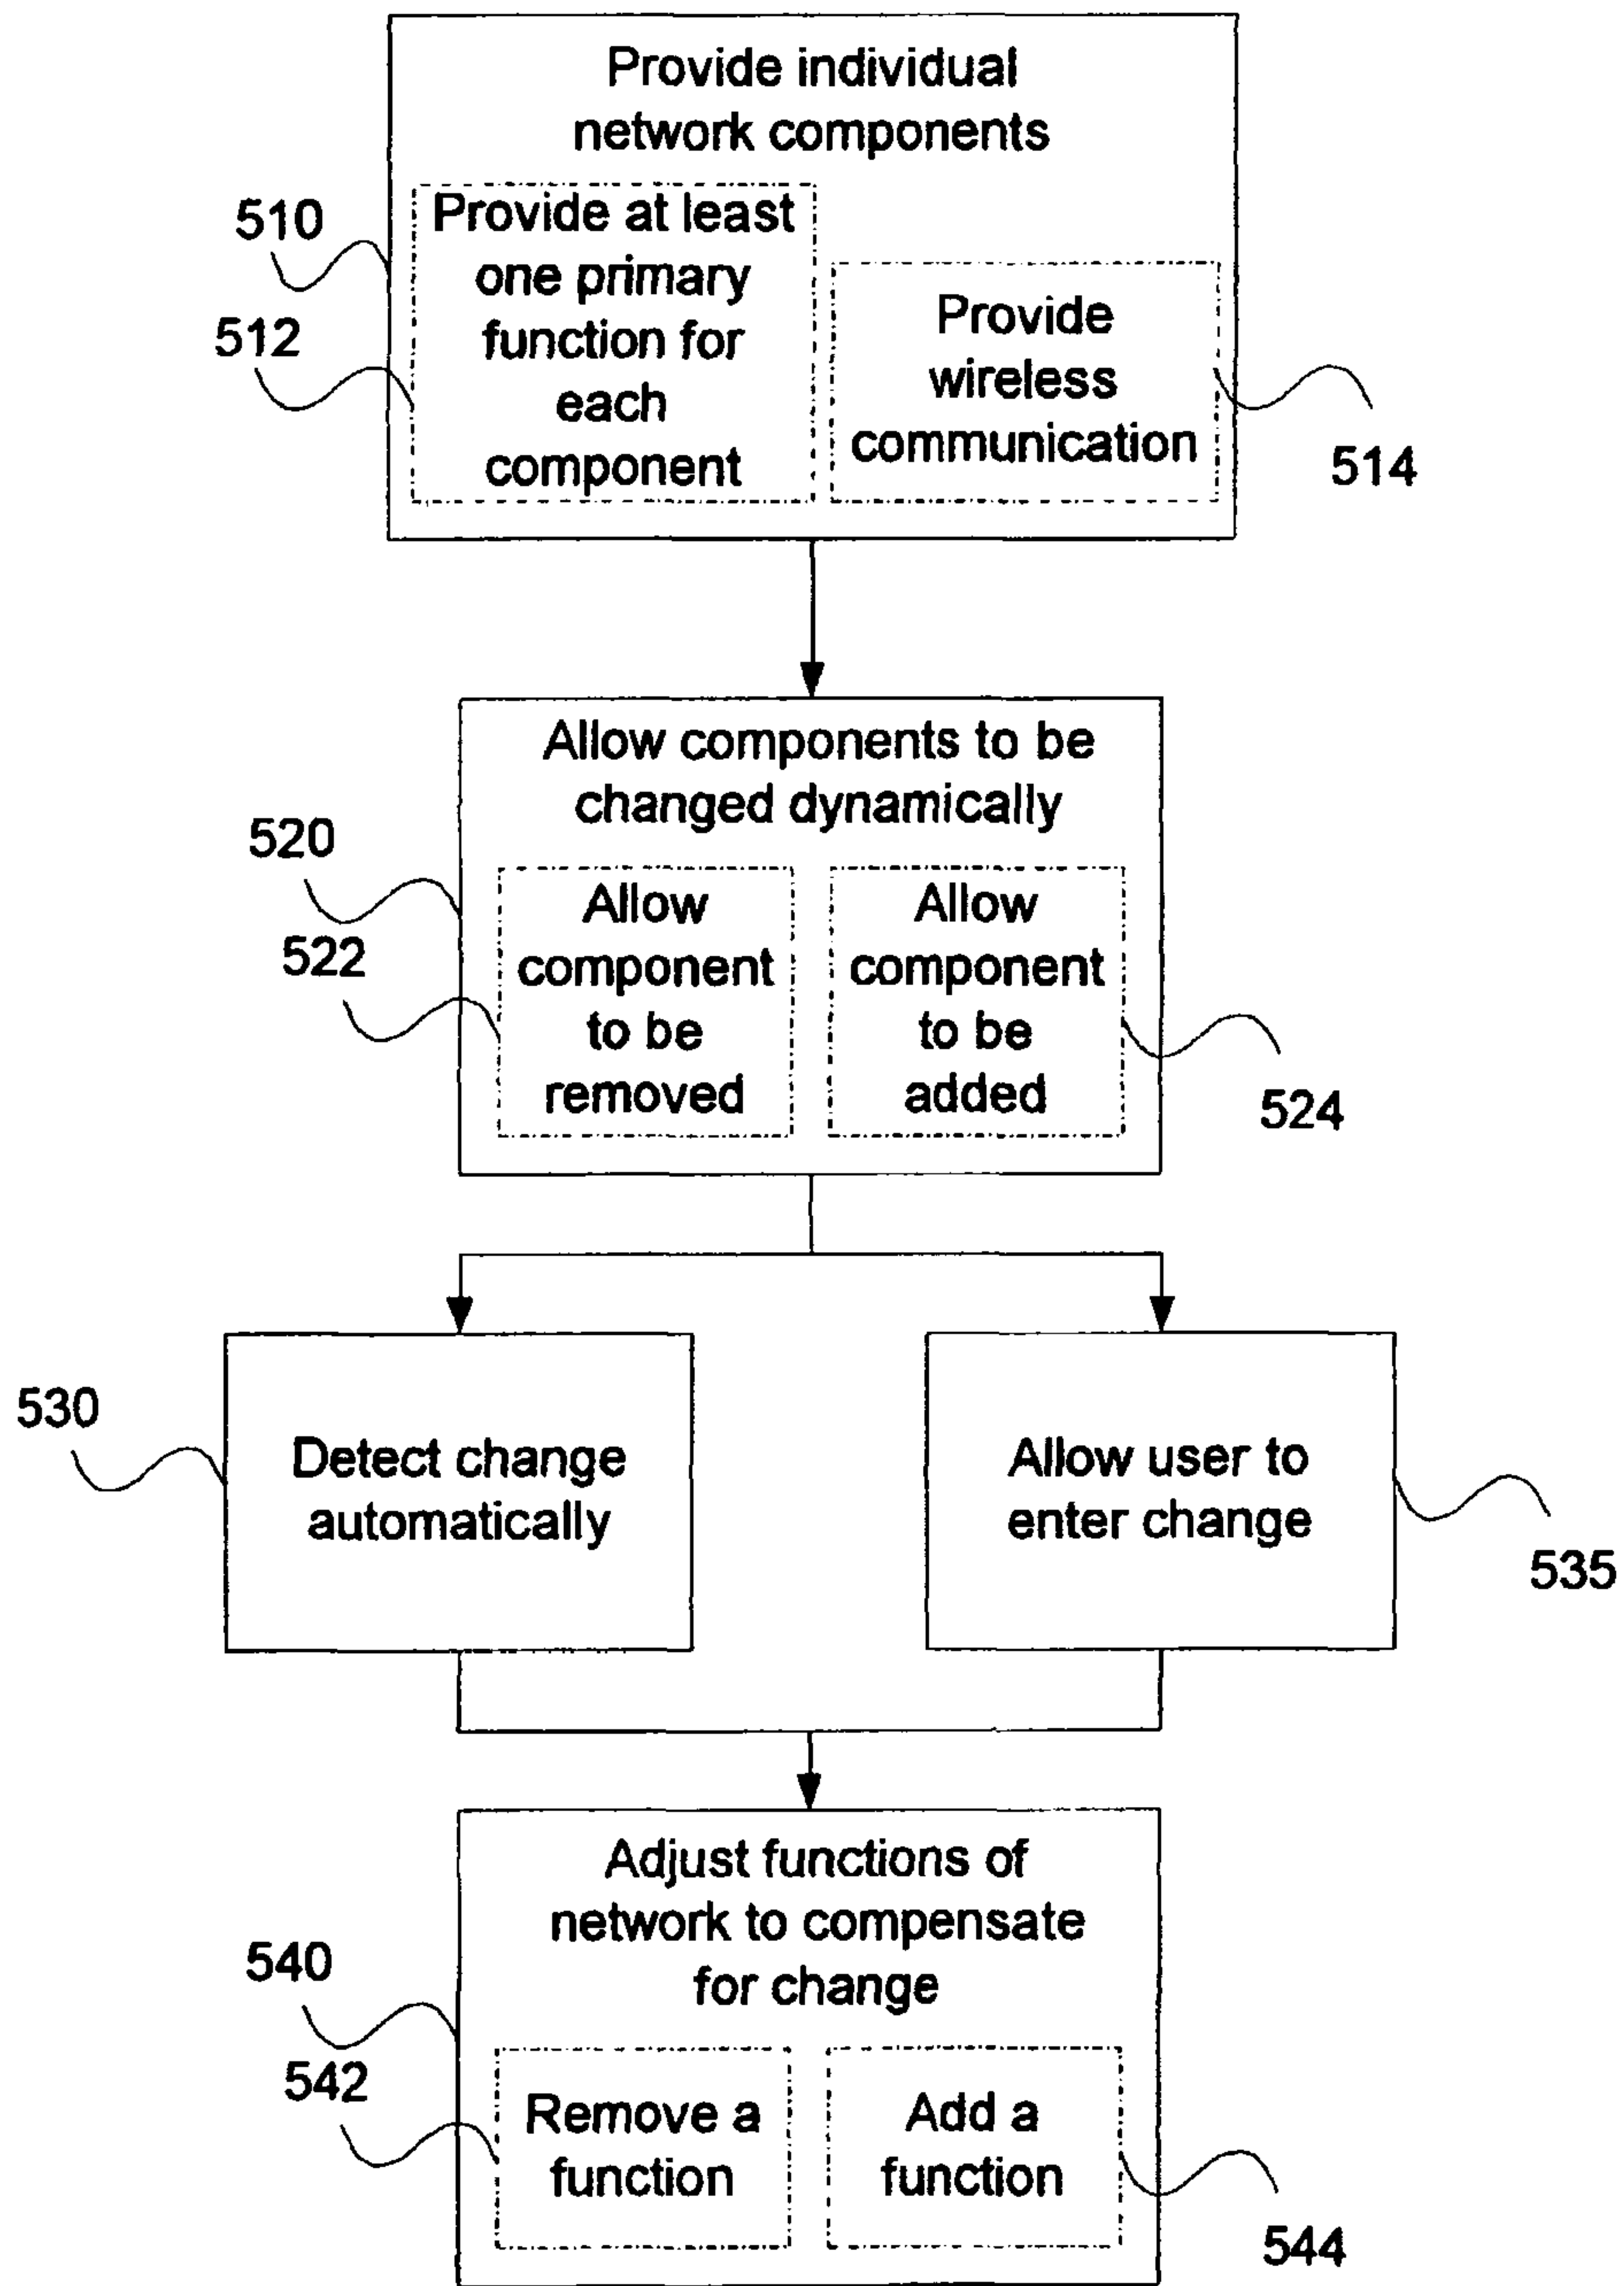 Provide individual
network components
510
Provide at least
one primary
function for
each
component
512
Provide
wireless
communication
514
Allow components to be
changed dynamically
520
Allow
component
to be
removed
522
Allow
component
to be
added
524
530
Detect change
automatically
Allow user to
enter change
535
Adjust functions of
network to compensate
for change
540
542
Remove a
function
Add a
function
544